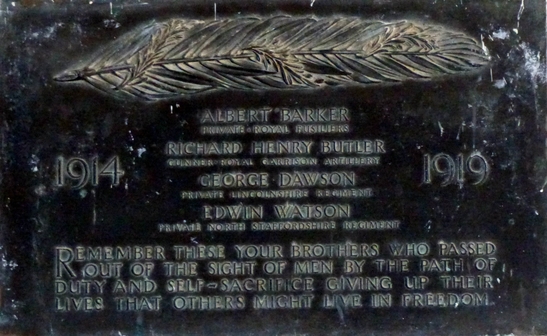 ALBERT BARKER
PRIVATE · ROYAL FUSILIERS
RICHARD HENRY BUTLER
GUNNER ROYAL GARRISON ARTILLERY
1914 1919
GEORGE DAWSON
PRIVATE LINCOLNSHIRE REGIMENT
EDWIN WATSON
PRIVATE NORTH STAFFORDSHIRE REGIMENT
REMEMBER THESE YOUR BROTHERS WHO PASSED
OUT OF THE SIGHT OF MEN BY THE PATH OF
DUTY AND SELF-SACRIFICE GIVING UP THEIR
LIVES THAT OTHERS MIGHT LIVE IN FREEDOM.